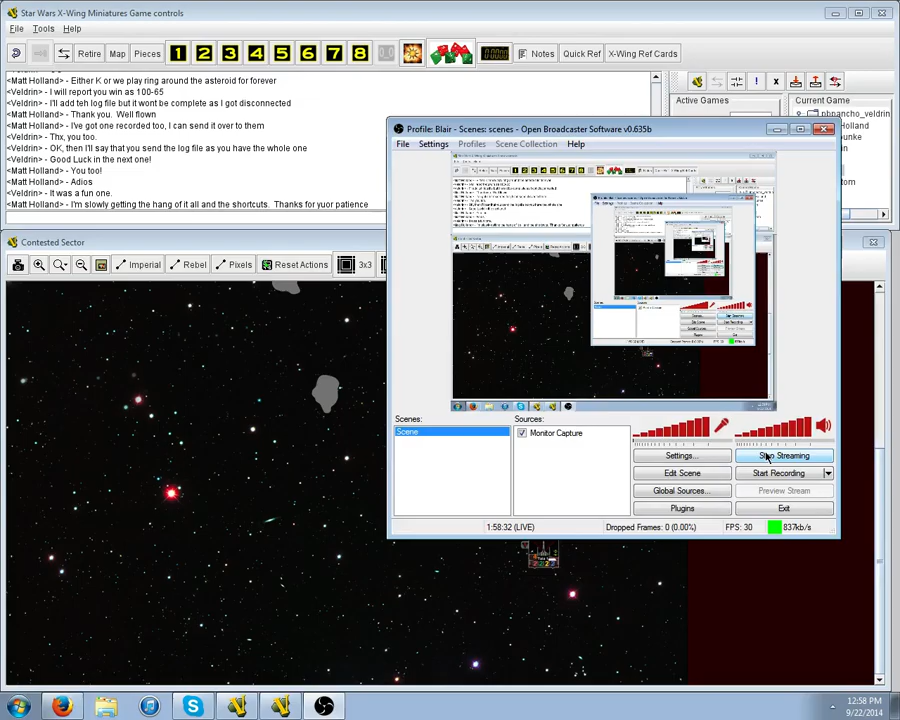 Star Wars X-Wing Miniatures Game controls
File Tools Help
Retire Map Pieces 1 2 3 4 5 6 7 8 0.0 0000 Notes Quick Ref X-Wing Ref Cards
<Matt Holland> - Either K or we play ring around the asteroid for forever
<Veldrin> - I will report you win as 100-65
<Veldrin> - I'll add teh log file but it wont be complete as I got disconnected
<Matt Holland> - Thank you. Well flown
<Matt Holland> - I've got one recorded too, I can send it over to them
<Veldrin> - Thx, you too.
<Veldrin> - OK, then I'll say that you send the log file as you have the whole one
<Veldrin> - Good Luck in the next one!
<Matt Holland> - You too!
<Matt Holland> - Adios
<Veldrin> - It was a fun one.
<Matt Holland> - I'm slowly getting the hang of it all and the shortcuts. Thanks for yuor patience
Active Games
Current Game
pbpancho_veldrin
Holland
unke
tom
Contested Sector
Imperial Rebel Pixels Reset Actions 3x3
Profile: Blair - Scenes: scenes - Open Broadcaster Software v0.635b
File Settings Profiles Scene Collection Help
Scenes:
Scene
Sources:
Monitor Capture
Settings...
Stop Streaming
Edit Scene
Start Recording
Global Sources...
Preview Stream
Plugins
Exit
1:58:32 (LIVE)
Dropped Frames: 0 (0.00%)
FPS: 30
837kb/s
12:58 PM
9/22/2014